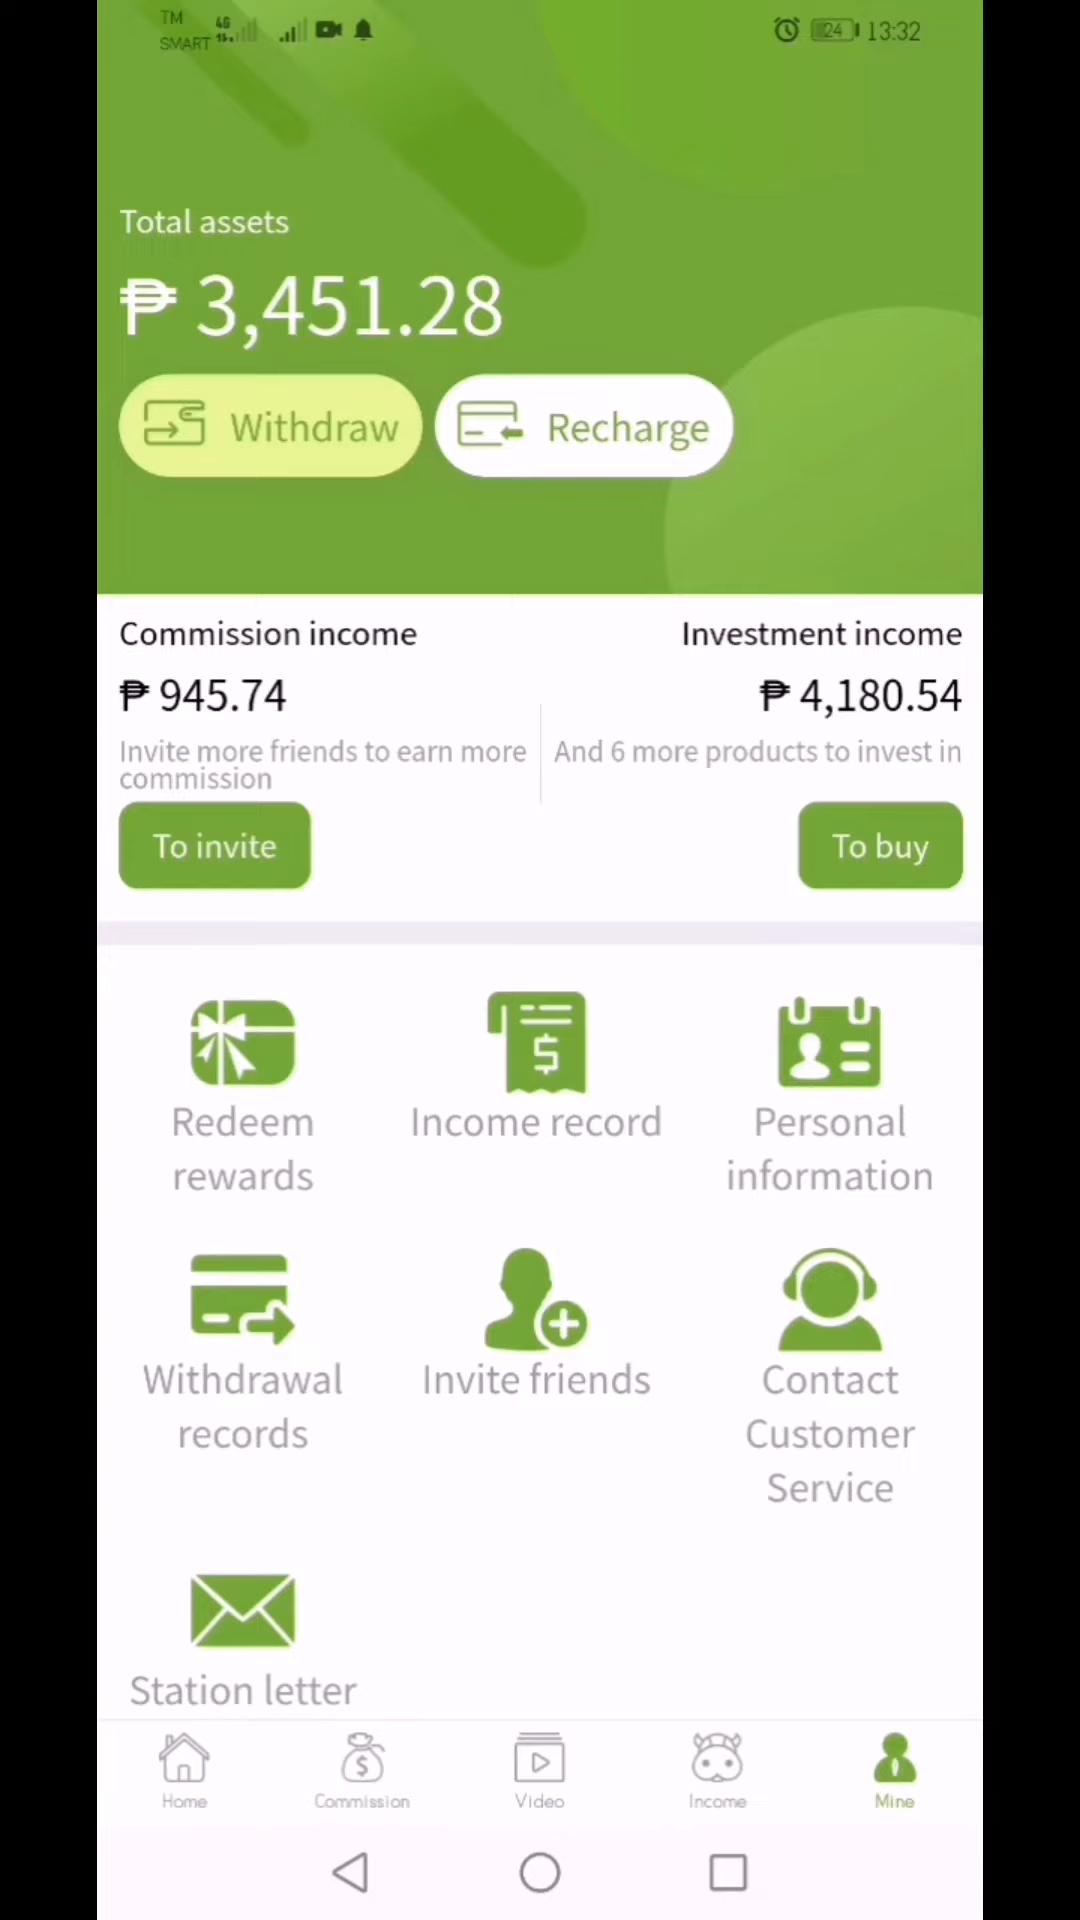 TM
SMART
4G
24
13:32
Total assets
₱ 3,451.28
Withdraw
Recharge
Commission income
Investment income
₱ 945.74
₱ 4,180.54
Invite more friends to earn more
commission
And 6 more products to invest in
To invite
To buy
Redeem
rewards
Income record
Personal
information
Withdrawal
records
Invite friends
Contact
Customer
Service
Station letter
Home
Commission
Video
Income
Mine